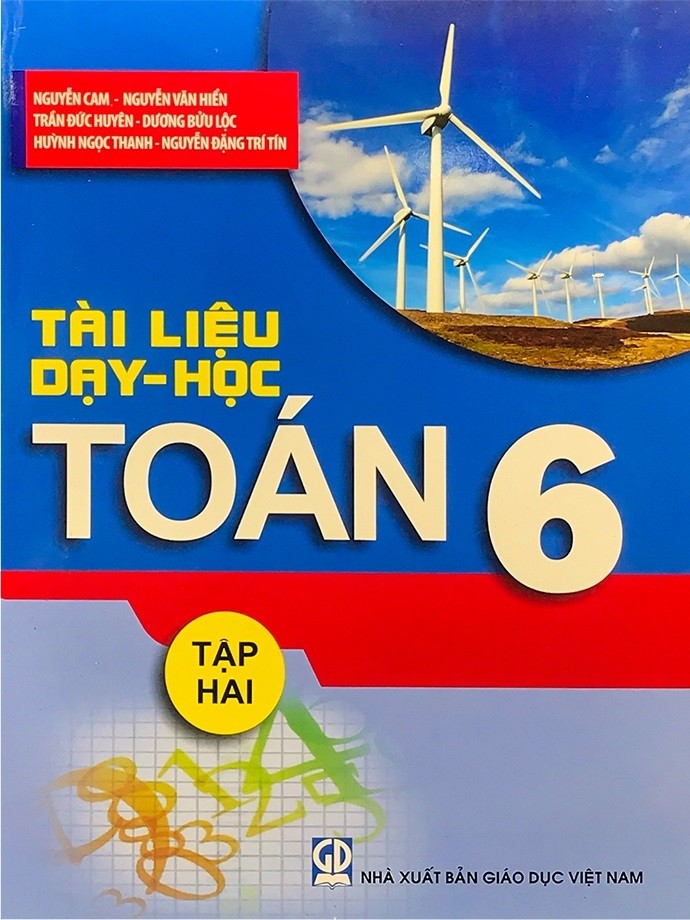 NGUYỄN CAM - NGUYỄN VĂN HIỂN
TRẦN ĐỨC HUYÊN - DƯƠNG BỬU LỘC
HUỲNH NGỌC THANH - NGUYỄN ĐẶNG TRÍ TÍN
TÀI LIỆU
DẠY-HỌC
TOÁN 6
TẬP
HAI
GD
NHÀ XUẤT BẢN GIÁO DỤC VIỆT NAM